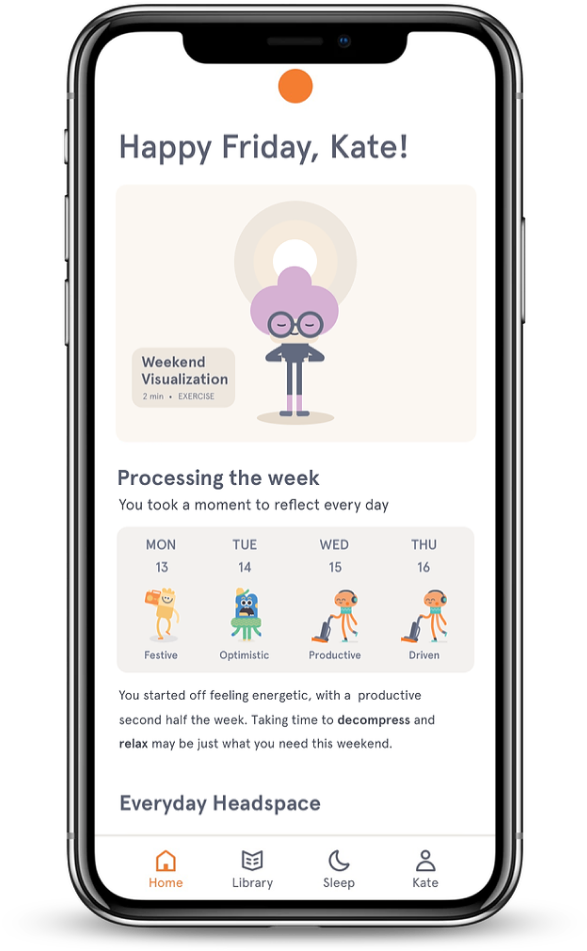 Happy Friday, Kate!
Weekend
Visualization
2 min • EXERCISE
Processing the week
You took a moment to reflect every day
MON TUE WED THU
13 14 15 16
Festive Optimistic Productive Driven
You started off feeling energetic, with a productive
second half the week. Taking time to decompress and
relax may be just what you need this weekend.
Everyday Headspace
Home Library Sleep Kate